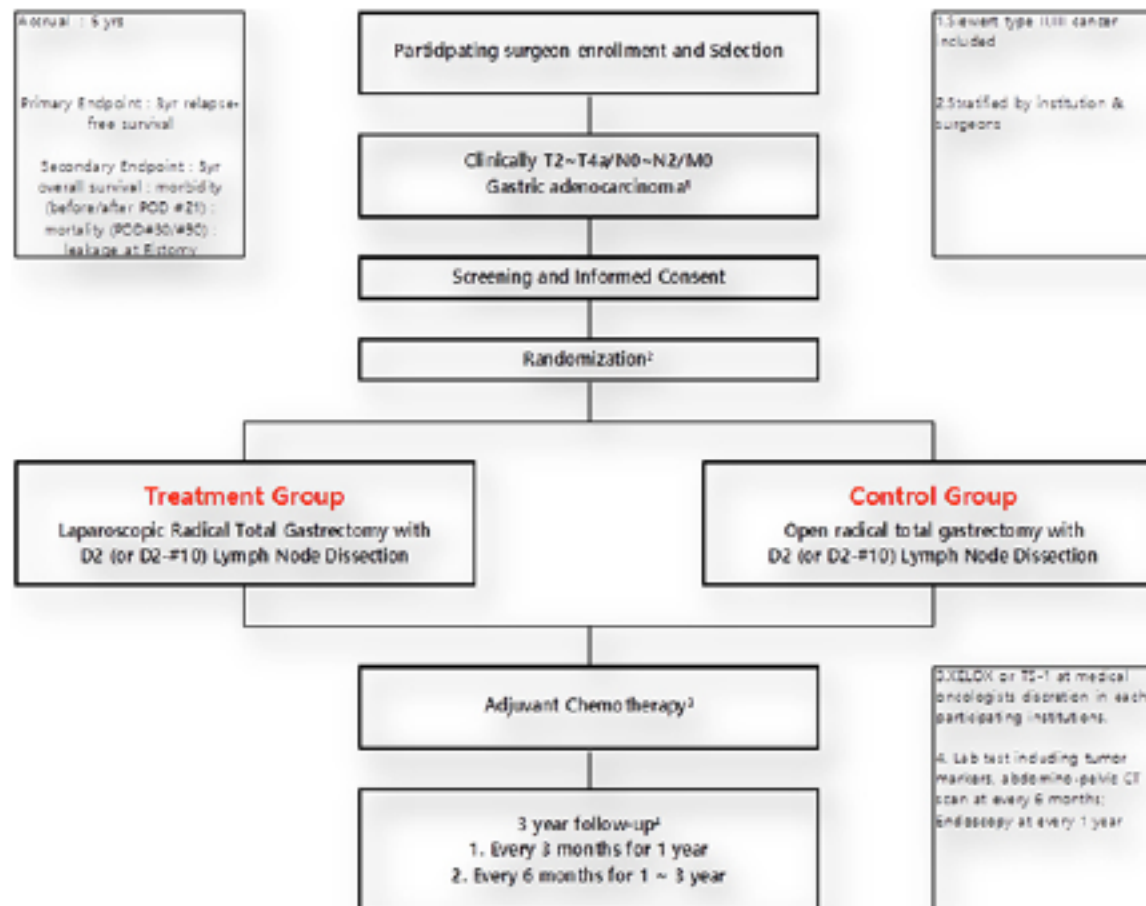 Accrual : 5 yrs
Primary Endpoint : 3yr relapse-
free survival
Secondary Endpoint : 3yr
overall survival : morbidity
(before/after POD #21) :
mortality (POD#30/#90) :
leakage at
Participating surgeon enrollment and Selection
1.Siewert type II/III cancer
included
2.Stratified by institution &
surgeons
Clinically T2~T4a/N0~N2/M0
Gastric adenocarcinoma¹
Screening and Informed Consent
Randomization²
Treatment Group
Laparoscopic Radical Total Gastrectomy with
D2 (or D2-#10) Lymph Node Dissection
Control Group
Open radical total gastrectomy with
D2 (or D2-#10) Lymph Node Dissection
Adjuvant Chemotherapy³
3.XELOX or TS-1 at medical
oncologists discretion in each
participating institutions.
4. Lab test including tumor
markers, abdomino-pelvic CT
scan at every 6 months;
Endoscopy at every 1 year
3 year follow-up⁴
1. Every 3 months for 1 year
2. Every 6 months for 1 ~ 3 year